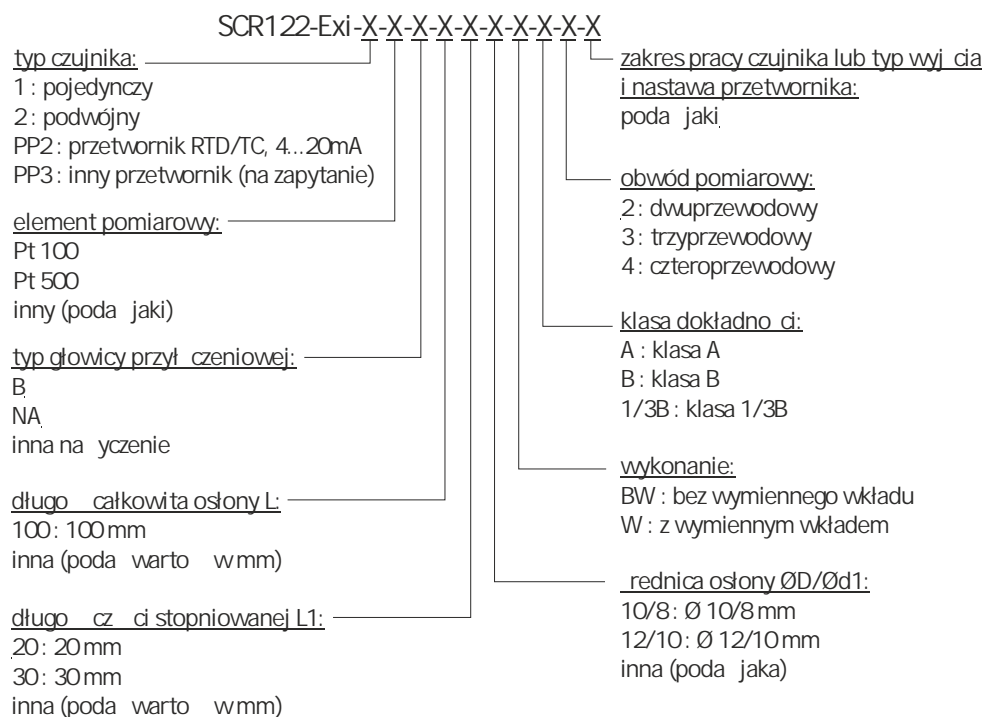 SCR122-Exi-X-X-X-X-X-X-X-X-X-X
typ czujnika:
1 : pojedynczy
2 : podwójny
PP2 : przetwornik RTD/TC, 4...20mA
PP3 : inny przetwornik (na zapytanie)
element pomiarowy:
Pt 100
Pt 500
inny (poda jaki)
typ głowicy przył czeniowej:
B
NA
inna na yczenie
długo całkowita osłony L:
100 : 100 mm
inna (poda warto w mm)
długo cz ci stopniowanej L1:
20 : 20 mm
30 : 30 mm
inna (poda warto w mm)
zakres pracy czujnika lub typ wyj cia
i nastawa przetwornika:
poda jaki
obwód pomiarowy:
2 : dwuprzewodowy
3 : trzyprzewodowy
4 : czteroprzewodowy
klasa dokładno ci:
A : klasa A
B : klasa B
1/3B : klasa 1/3B
wykonanie:
BW : bez wymiennego wkładu
W : z wymiennym wkładem
rednica osłony ØD/Ød1:
10/8 : Ø 10/8 mm
12/10 : Ø 12/10 mm
inna (poda jaka)